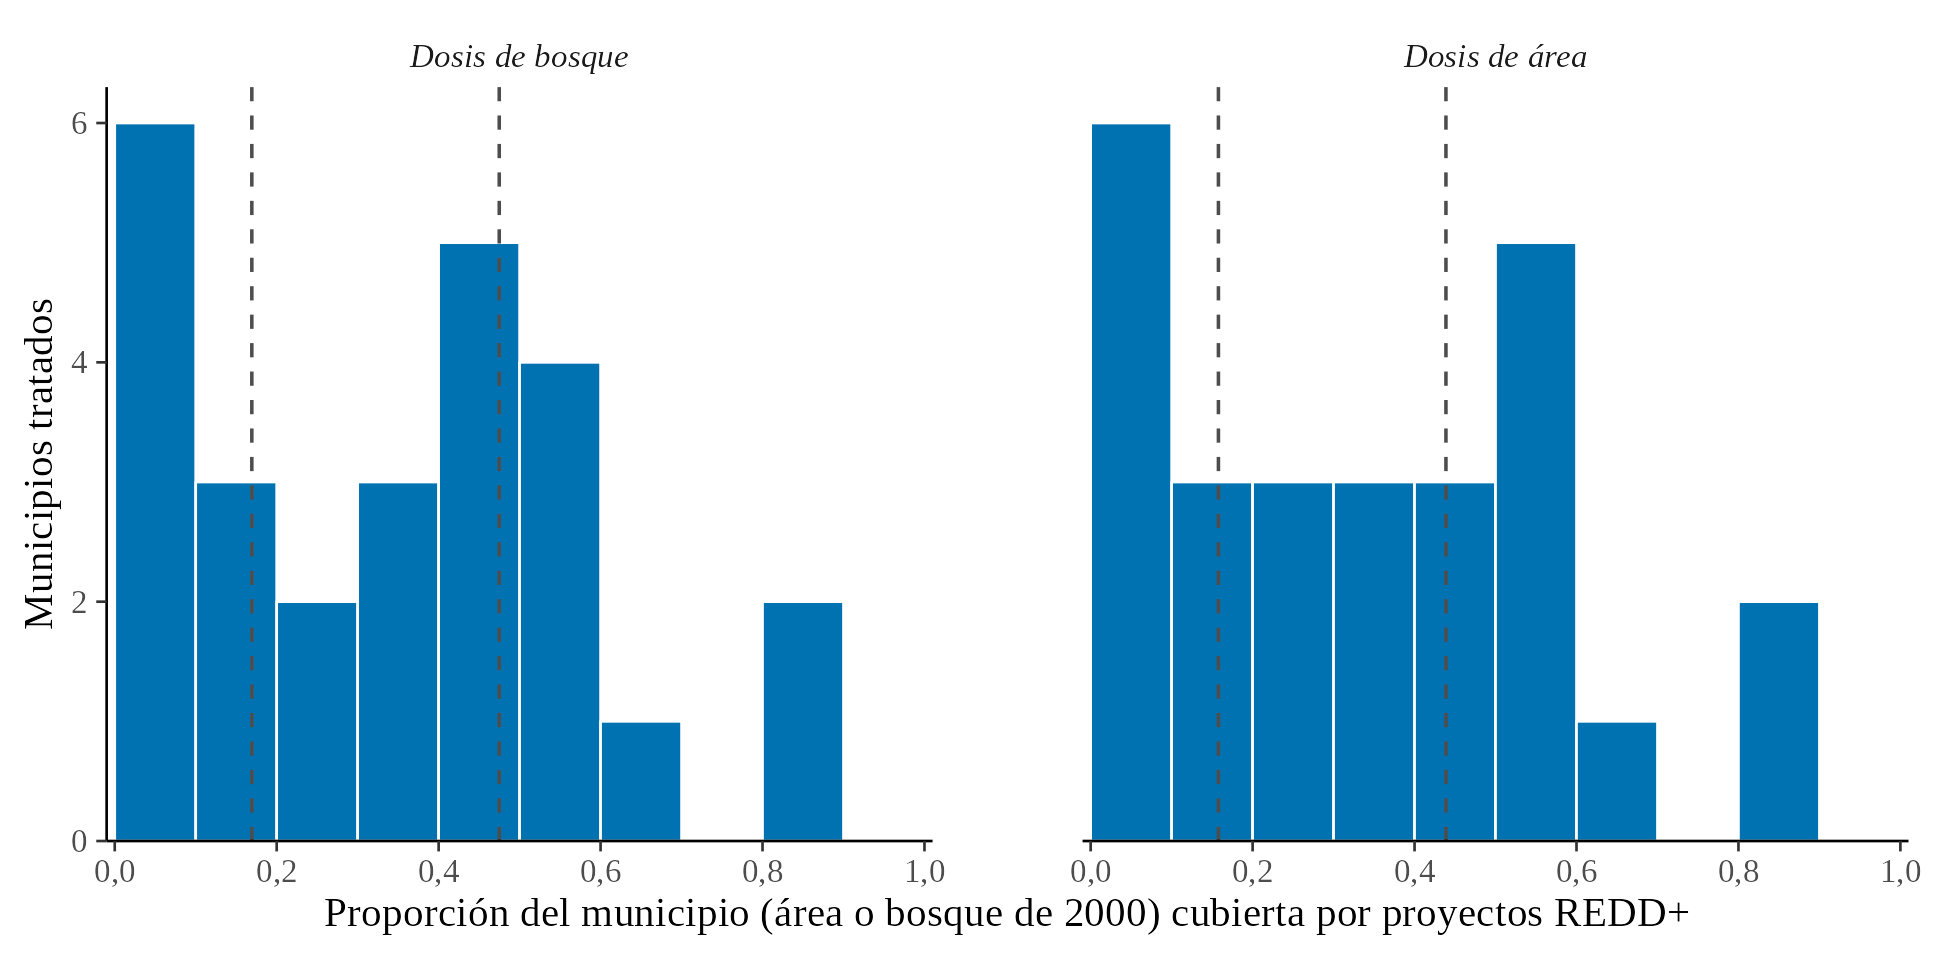 Dosis de bosque
Dosis de área
Municipios tratados
6
4
2
0
0,0 0,2 0,4 0,6 0,8 1,0
0,0 0,2 0,4 0,6 0,8 1,0
Proporción del municipio (área o bosque de 2000) cubierta por proyectos REDD+